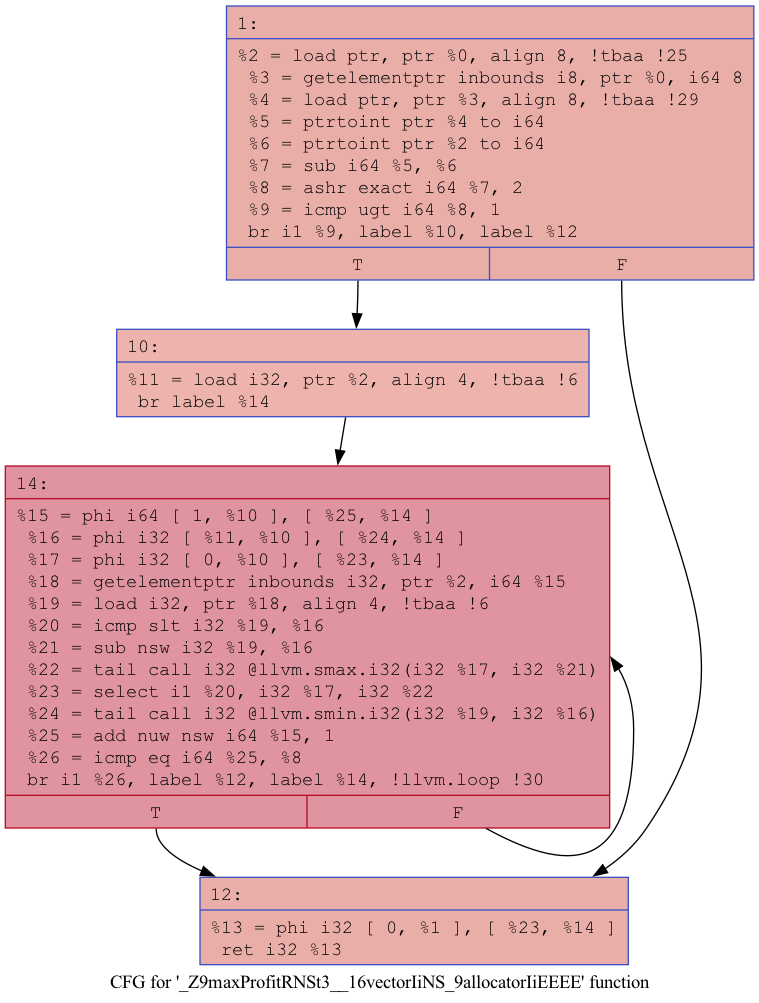 1:
%2 = load ptr, ptr %0, align 8, !tbaa !25
%3 = getelementptr inbounds i8, ptr %0, i64 8
%4 = load ptr, ptr %3, align 8, !tbaa !29
%5 = ptrtoint ptr %4 to i64
%6 = ptrtoint ptr %2 to i64
%7 = sub i64 %5, %6
%8 = ashr exact i64 %7, 2
%9 = icmp ugt i64 %8, 1
br i1 %9, label %10, label %12
T F
10:
%11 = load i32, ptr %2, align 4, !tbaa !6
br label %14
14:
%15 = phi i64 [ 1, %10 ], [ %25, %14 ]
%16 = phi i32 [ %11, %10 ], [ %24, %14 ]
%17 = phi i32 [ 0, %10 ], [ %23, %14 ]
%18 = getelementptr inbounds i32, ptr %2, i64 %15
%19 = load i32, ptr %18, align 4, !tbaa !6
%20 = icmp slt i32 %19, %16
%21 = sub nsw i32 %19, %16
%22 = tail call i32 @llvm.smax.i32(i32 %17, i32 %21)
%23 = select i1 %20, i32 %17, i32 %22
%24 = tail call i32 @llvm.smin.i32(i32 %19, i32 %16)
%25 = add nuw nsw i64 %15, 1
%26 = icmp eq i64 %25, %8
br i1 %26, label %12, label %14, !llvm.loop !30
T F
12:
%13 = phi i32 [ 0, %1 ], [ %23, %14 ]
ret i32 %13
CFG for '_Z9maxProfitRNSt3__16vectorIiNS_9allocatorIiEEEE' function